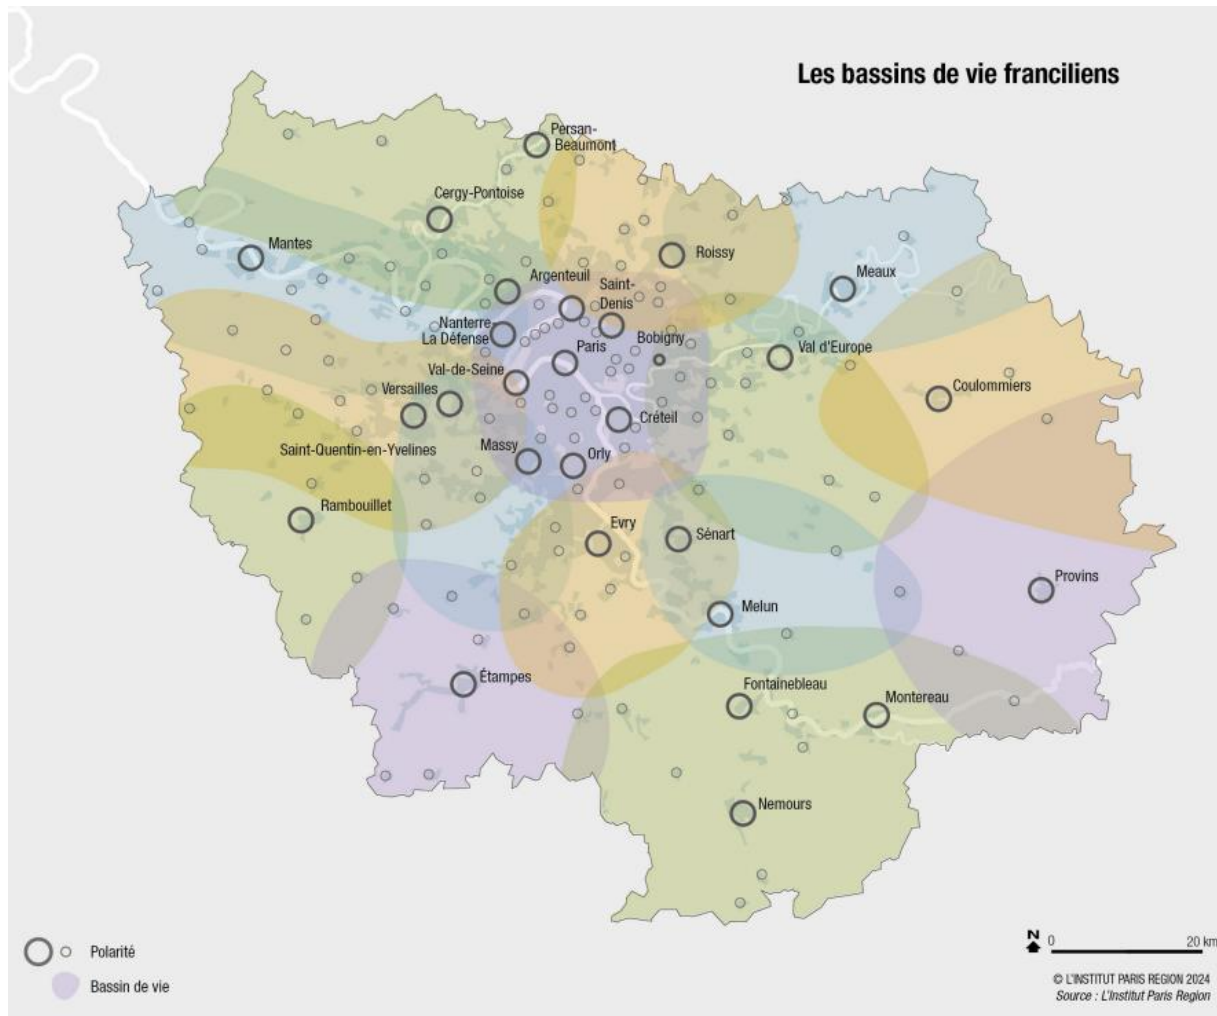 Les bassins de vie franciliens
Persan-
Beaumont
Cergy-Pontoise
Mantes
Roissy
Argenteuil
Saint-
Denis
Meaux
Nanterre-
La Défense
Paris
Bobigny
Val d'Europe
Val-de-Seine
Versailles
Coulommiers
Créteil
Saint-Quentin-en-Yvelines
Massy
Orly
Rambouillet
Evry
Sénart
Provins
Melun
Étampes
Fontainebleau
Montereau
Nemours
Polarité
Bassin de vie
N
0 20 km
© L'INSTITUT PARIS REGION 2024
Source : L'Institut Paris Region